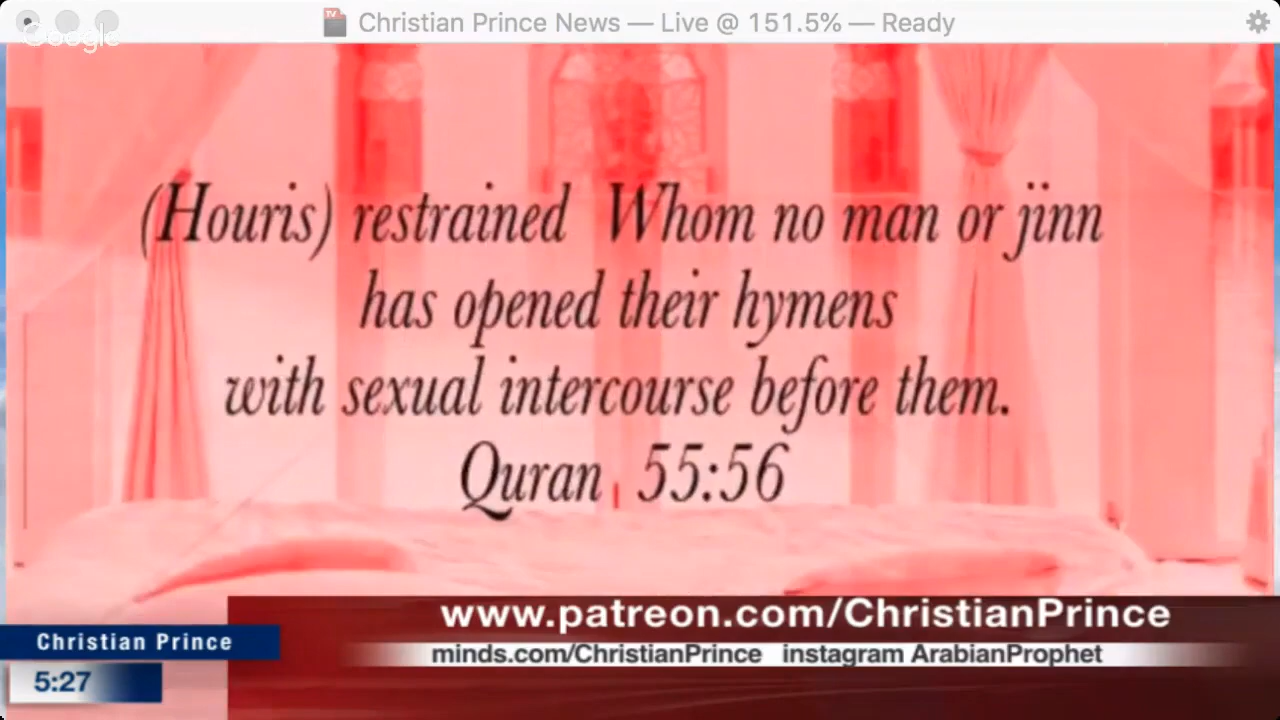 Christian Prince News — Live @ 151.5% — Ready
Google
(Houris) restrained Whom no man or jinn
has opened their hymens
with sexual intercourse before them.
Quran 55:56
www.patreon.com/ChristianPrince
Christian Prince
minds.com/ChristianPrince instagram ArabianProphet
5:27